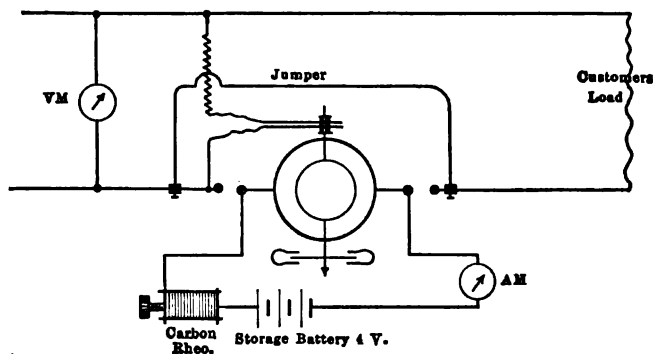 Jumper
Customers
Load
VM
AM
Carbon
Rheo.
Storage Battery 4 V.